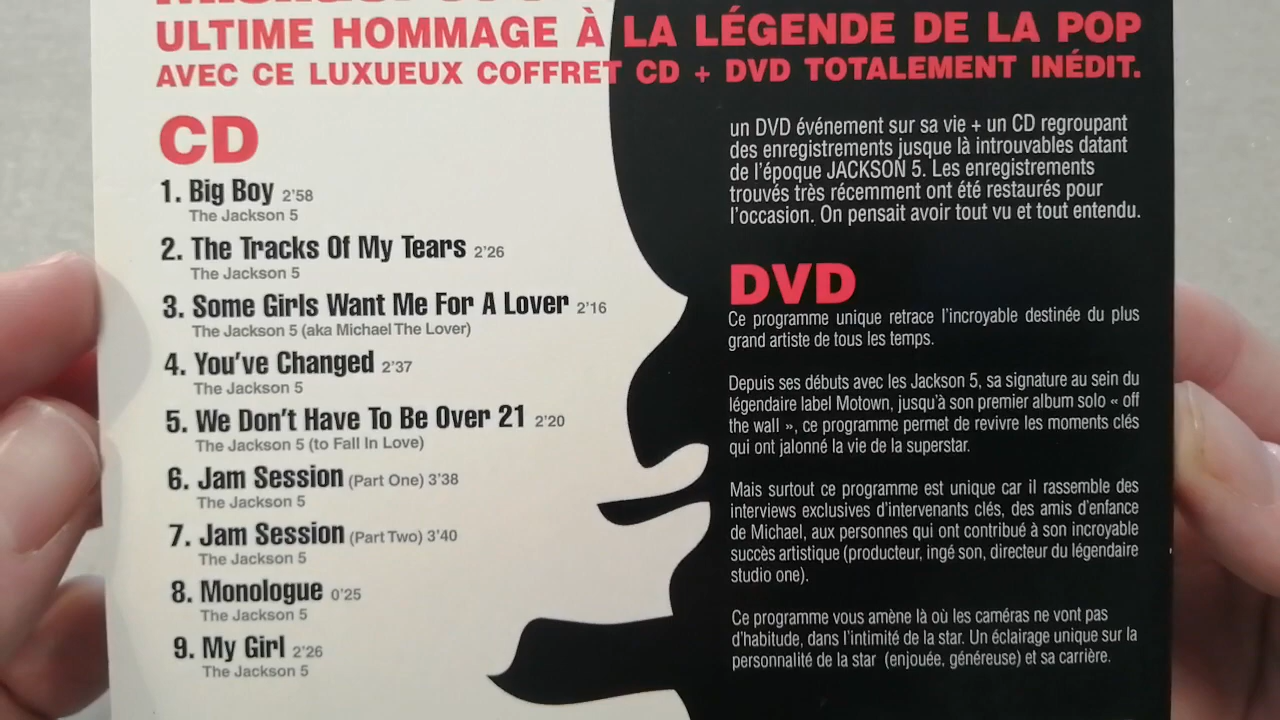 ULTIME HOMMAGE À LA LÉGENDE DE LA POP
AVEC CE LUXUEUX COFFRET CD + DVD TOTALEMENT INÉDIT.
CD
1. Big Boy 2'58
The Jackson 5
2. The Tracks Of My Tears 2'26
The Jackson 5
3. Some Girls Want Me For A Lover 2'16
The Jackson 5 (aka Michael The Lover)
4. You've Changed 2'37
The Jackson 5
5. We Don't Have To Be Over 21 2'20
The Jackson 5 (to Fall In Love)
6. Jam Session (Part One) 3'38
The Jackson 5
7. Jam Session (Part Two) 3'40
The Jackson 5
8. Monologue 0'25
The Jackson 5
9. My Girl 2'26
The Jackson 5
un DVD événement sur sa vie + un CD regroupant
des enregistrements jusque là introuvables datant
de l'époque JACKSON 5. Les enregistrements
trouvés très récemment ont été restaurés pour
l'occasion. On pensait avoir tout vu et tout entendu.
DVD
Ce programme unique retrace l'incroyable destinée du plus
grand artiste de tous les temps.
Depuis ses débuts avec les Jackson 5, sa signature au sein du
légendaire label Motown, jusqu'à son premier album solo « off
the wall », ce programme permet de revivre les moments clés
qui ont jalonné la vie de la superstar.
Mais surtout ce programme est unique car il rassemble des
interviews exclusives d'intervenants clés, des amis d'enfance
de Michael, aux personnes qui ont contribué à son incroyable
succès artistique (producteur, ingé son, directeur du légendaire
studio one).
Ce programme vous amène là où les caméras ne vont pas
d'habitude, dans l'intimité de la star. Un éclairage unique sur la
personnalité de la star (enjouée, généreuse) et sa carrière.